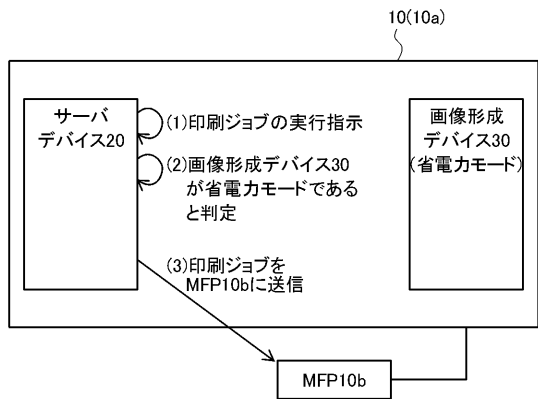 10(10a)
サーバ
デバイス20
(1)印刷ジョブの実行指示
(2)画像形成デバイス30
が省電力モードである
と判定
(3)印刷ジョブを
MFP10bに送信
画像形成
デバイス30
(省電力モード)
MFP10b